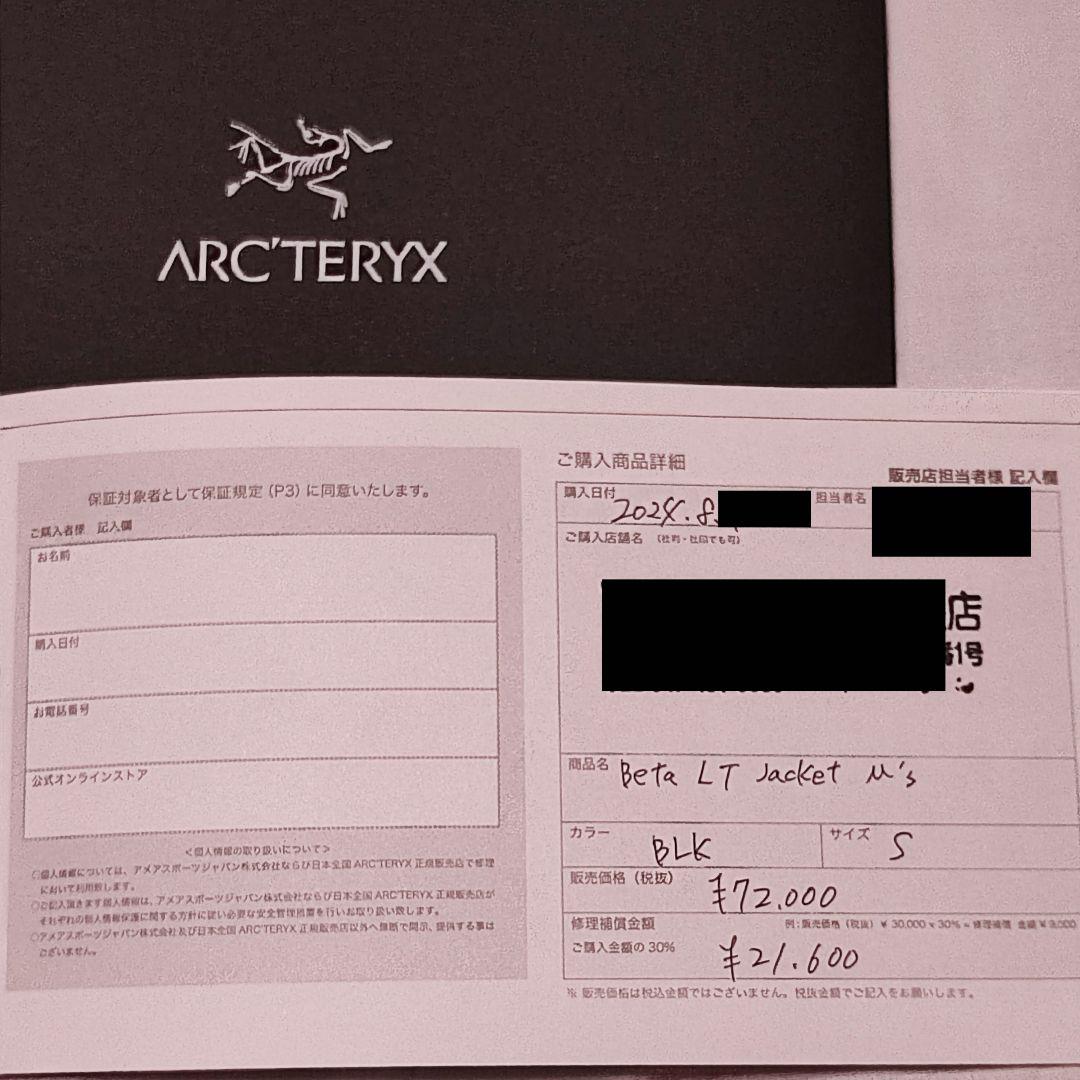 ARC'TERYX
保証対象者として保証規定（P3）に同意いたします。
ご購入者様 記入欄
お名前
購入日付
お電話番号
公式オンラインストア
＜個人情報の取り扱いについて＞
○個人情報については、アメアスポーツジャパン株式会社ならび日本全国 ARC'TERYX 正規販売店で修理
において利用致します。
○ご記入頂きます個人情報は、アメアスポーツジャパン株式会社ならび日本全国 ARC'TERYX 正規販売店が
それぞれの個人情報保護に関する方針に従い必要な安全管理措置を行いお取り扱い致します。
○アメアスポーツジャパン株式会社及び日本全国 ARC'TERYX 正規販売店以外へ無断で開示、提供する事は
ございません。
ご購入商品詳細
販売店担当者様 記入欄
購入日付 2024.8.
担当者名
ご購入店舗名 （社判・社印でも可）
店
号
商品名 Beta LT Jacket M's
カラー BLK サイズ S
販売価格（税抜） ¥72.000
修理補償金額 例：販売価格（税抜）¥30,000 x 30% = 修理補償 金額 ¥9,000
ご購入金額の30% ¥21.600
※ 販売価格は税込金額ではございません。税抜金額でご記入をお願いします。